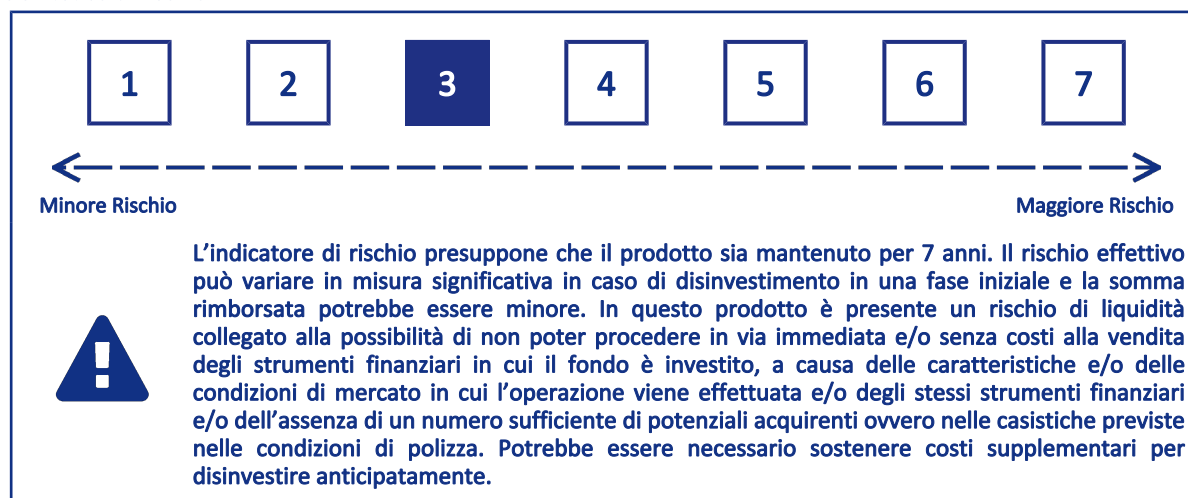 1 2 3 4 5 6 7
Minore Rischio Maggiore Rischio
L'indicatore di rischio presuppone che il prodotto sia mantenuto per 7 anni. Il rischio effettivo
può variare in misura significativa in caso di disinvestimento in una fase iniziale e la somma
rimborsata potrebbe essere minore. In questo prodotto è presente un rischio di liquidità
collegato alla possibilità di non poter procedere in via immediata e/o senza costi alla vendita
degli strumenti finanziari in cui il fondo è investito, a causa delle caratteristiche e/o delle
condizioni di mercato in cui l'operazione viene effettuata e/o degli stessi strumenti finanziari
e/o dell'assenza di un numero sufficiente di potenziali acquirenti ovvero nelle casistiche previste
nelle condizioni di polizza. Potrebbe essere necessario sostenere costi supplementari per
disinvestire anticipatamente.